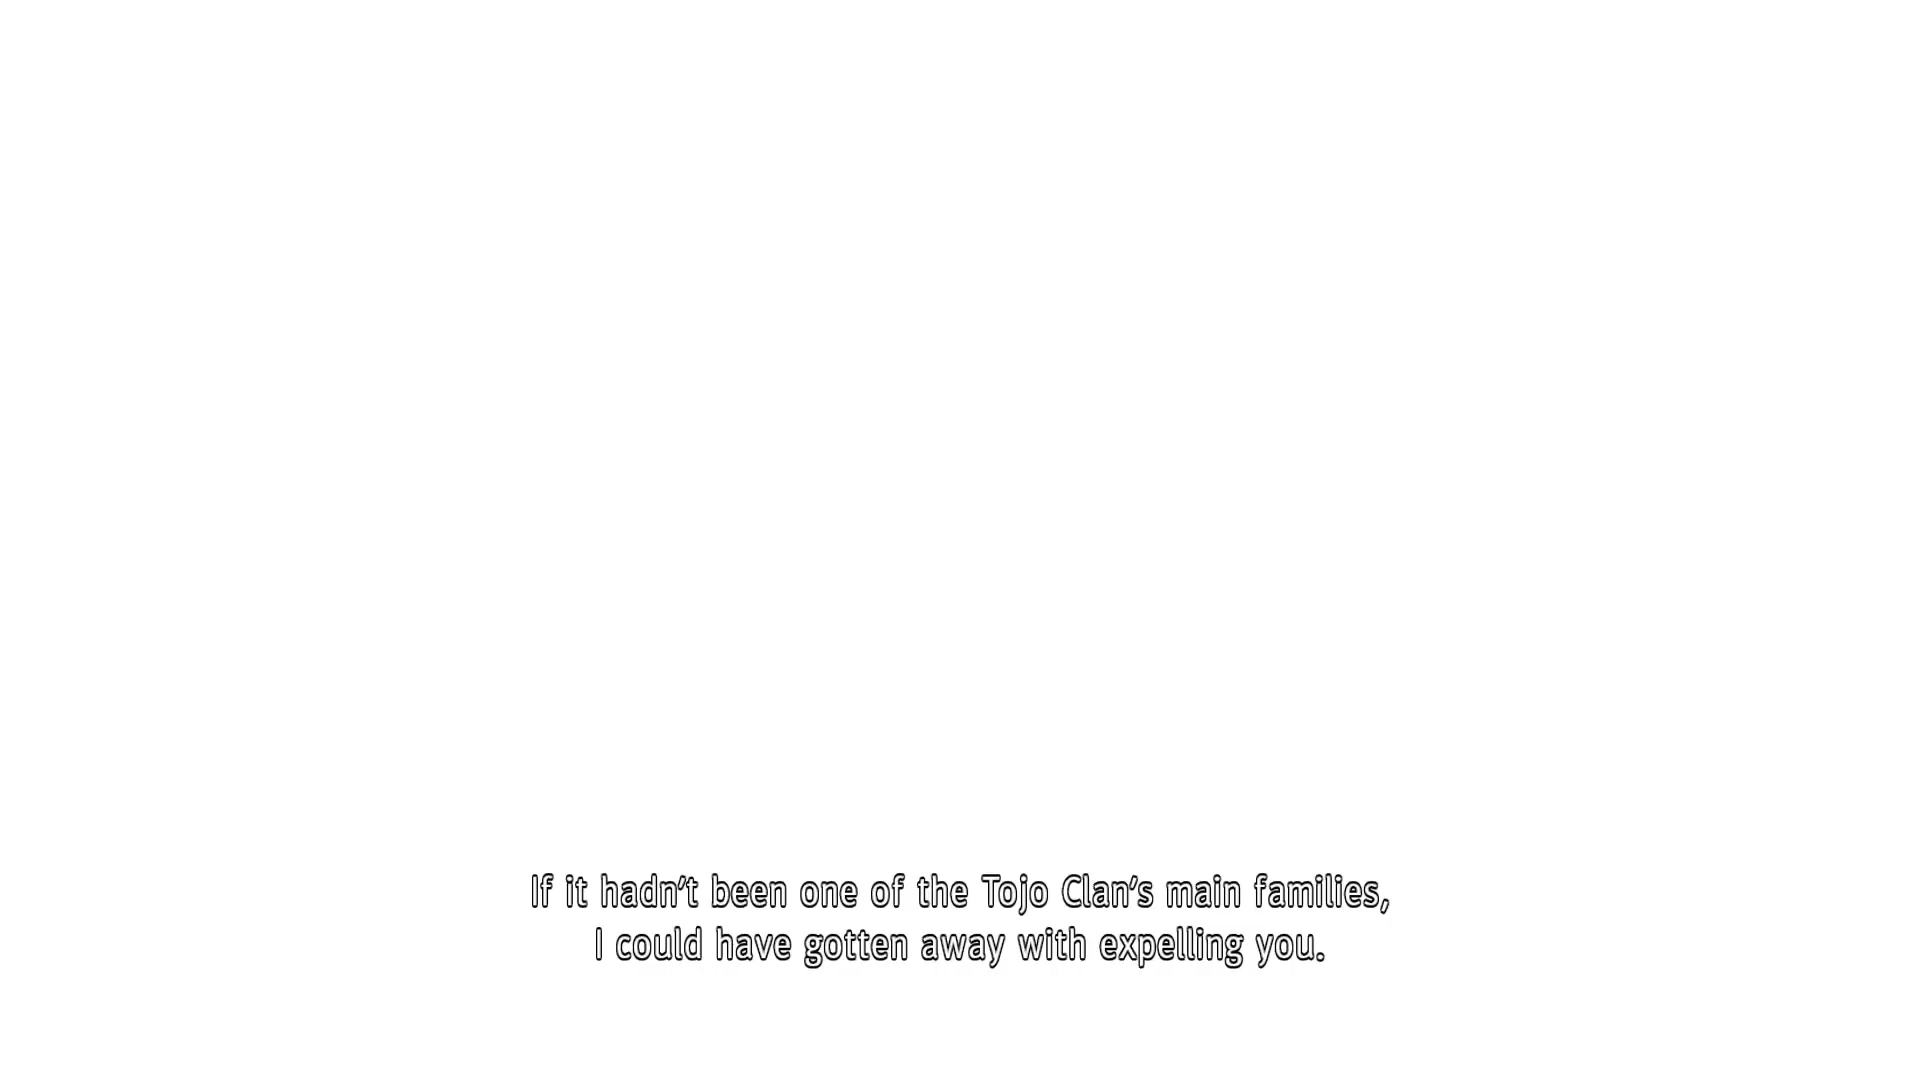 If it hadn’t been one of the Tojo Clan’s main families,
I could have gotten away with expelling you.